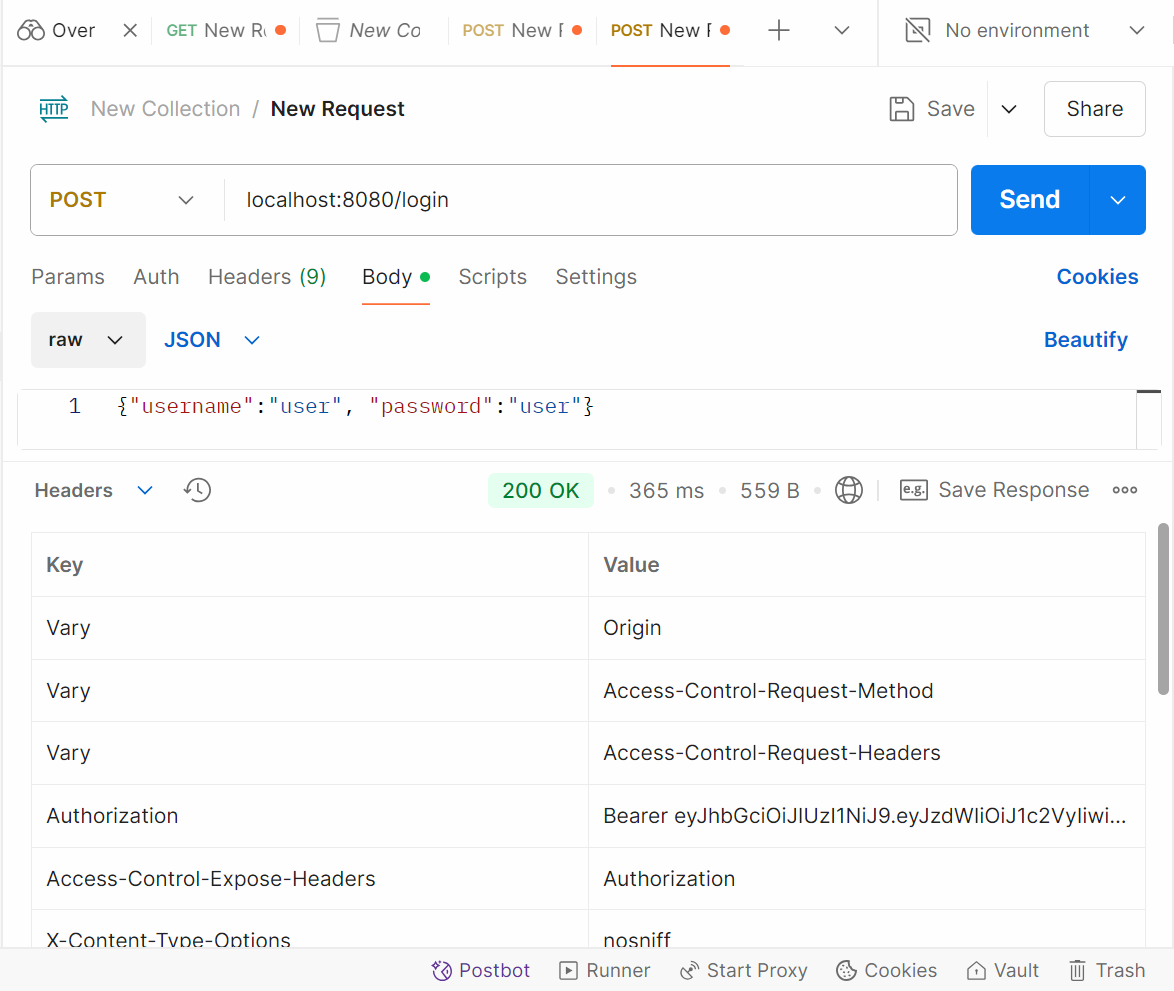 Over GET New Ru New Co POST New F POST New F No environment
HTTP New Collection / New Request Save Share
POST localhost:8080/login Send
Params Auth Headers (9) Body Scripts Settings Cookies
raw JSON Beautify
1 {"username":"user", "password":"user"}
Headers 200 OK 365 ms 559 B e.g. Save Response
Key Value
Vary Origin
Vary Access-Control-Request-Method
Vary Access-Control-Request-Headers
Authorization Bearer eyJhbGciOiJIUzI1NiJ9.eyJzdWIiOiJ1c2VyIiwi...
Access-Control-Expose-Headers Authorization
X-Content-Type-Options nosniff
Postbot Runner Start Proxy Cookies Vault Trash